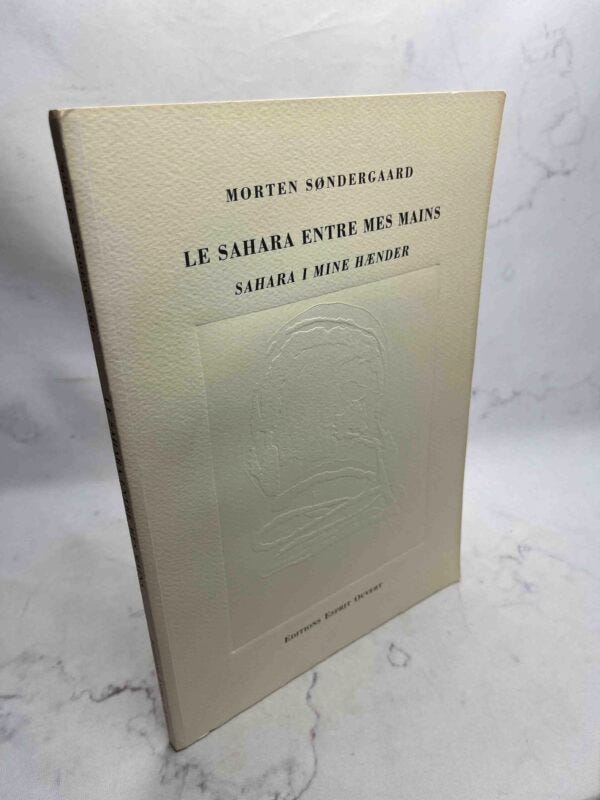 MORTEN SØNDERGAARD
LE SAHARA ENTRE MES MAINS
SAHARA I MINE HÆNDER
EDITIONS ESPRIT OUVERT